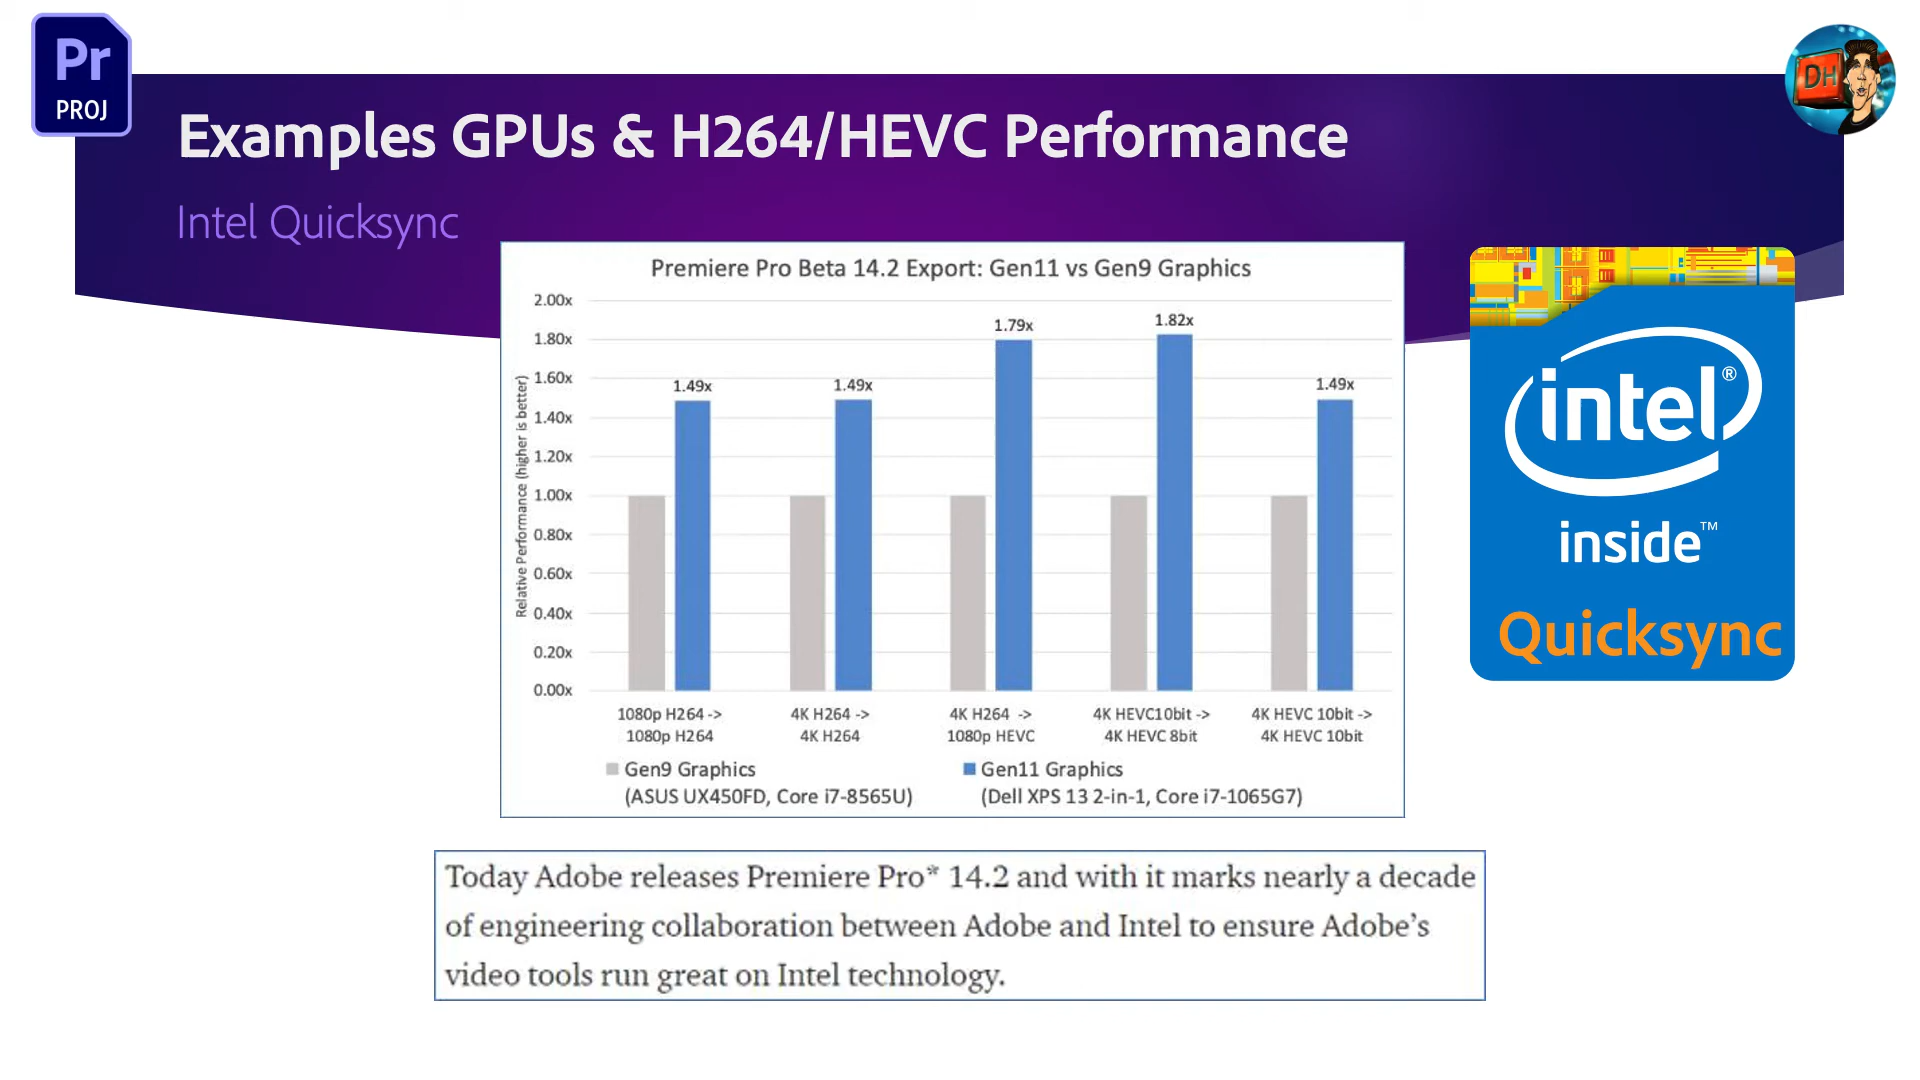 Pr
PROJ
DH
Examples GPUs & H264/HEVC Performance
Intel Quicksync
Premiere Pro Beta 14.2 Export: Gen11 vs Gen9 Graphics
Relative Performance (higher is better)
2.00x
1.80x
1.60x
1.40x
1.20x
1.00x
0.80x
0.60x
0.40x
0.20x
0.00x
1.49x
1.49x
1.79x
1.82x
1.49x
1080p H264 ->
1080p H264
4K H264 ->
4K H264
4K H264 ->
1080p HEVC
4K HEVC10bit ->
4K HEVC 8bit
4K HEVC 10bit ->
4K HEVC 10bit
Gen9 Graphics
(ASUS UX450FD, Core i7-8565U)
Gen11 Graphics
(Dell XPS 13 2-in-1, Core i7-1065G7)
intel®
inside™
Quicksync
Today Adobe releases Premiere Pro* 14.2 and with it marks nearly a decade
of engineering collaboration between Adobe and Intel to ensure Adobe’s
video tools run great on Intel technology.